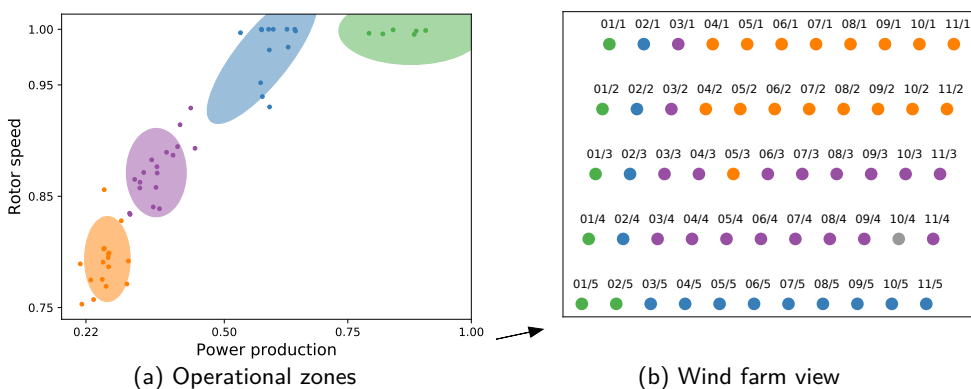 1.00
0.95
0.85
0.75
Rotor speed
0.22 0.50 0.75 1.00
Power production
(a) Operational zones
01/1 02/1 03/1 04/1 05/1 06/1 07/1 08/1 09/1 10/1 11/1
01/2 02/2 03/2 04/2 05/2 06/2 07/2 08/2 09/2 10/2 11/2
01/3 02/3 03/3 04/3 05/3 06/3 07/3 08/3 09/3 10/3 11/3
01/4 02/4 03/4 04/4 05/4 06/4 07/4 08/4 09/4 10/4 11/4
01/5 02/5 03/5 04/5 05/5 06/5 07/5 08/5 09/5 10/5 11/5
(b) Wind farm view